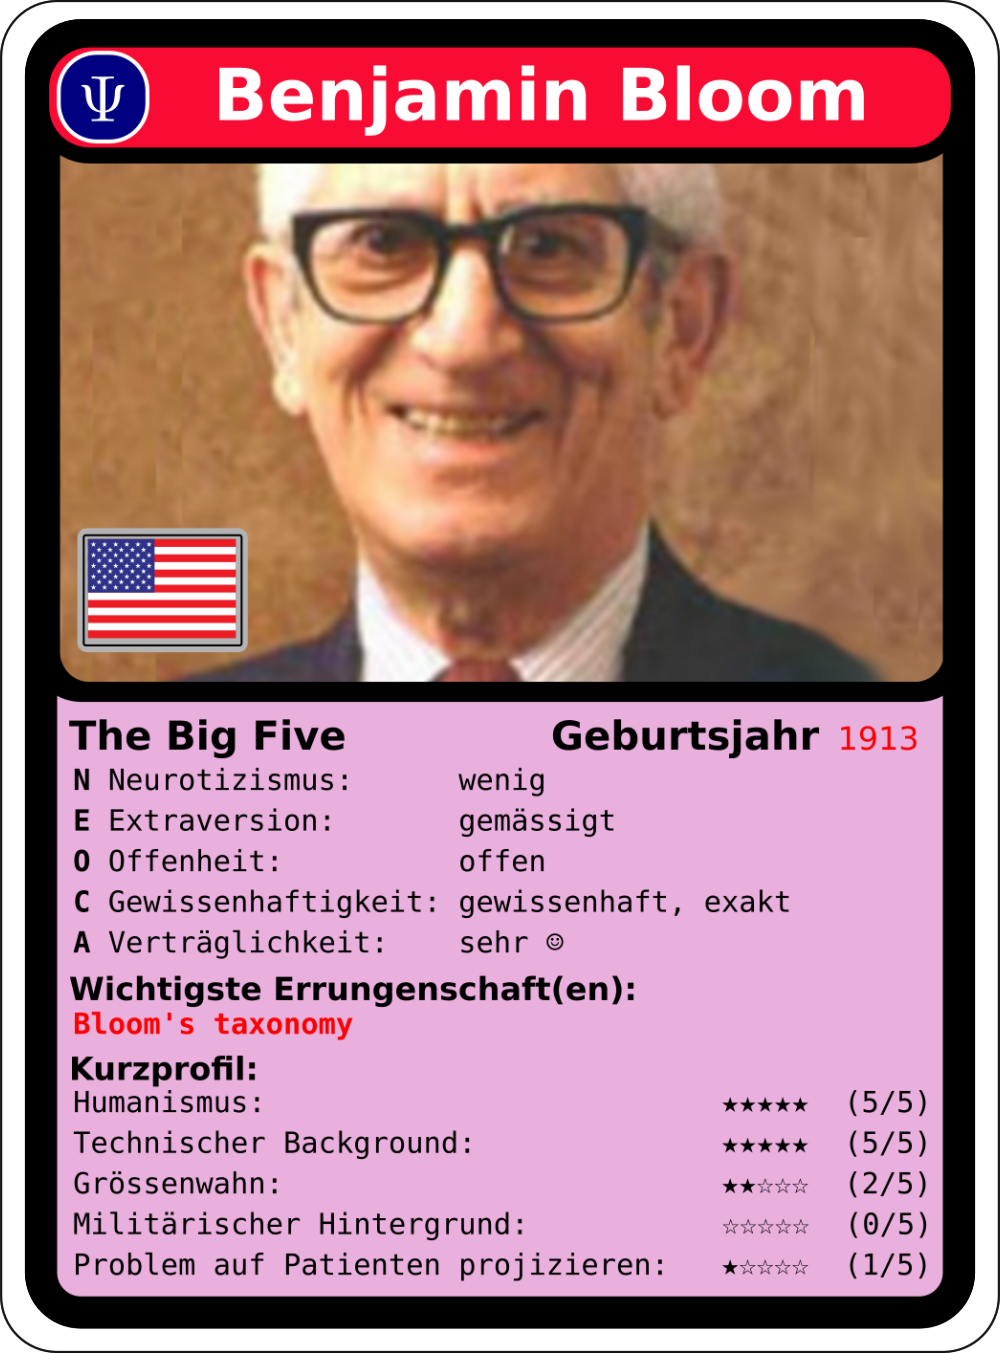 Ψ Benjamin Bloom
The Big Five Geburtsjahr 1913
N Neurotizismus: wenig
E Extraversion: gemässigt
O Offenheit: offen
C Gewissenhaftigkeit: gewissenhaft, exakt
A Verträglichkeit: sehr ☺
Wichtigste Errungenschaft(en):
Bloom's taxonomy
Kurzprofil:
Humanismus: ★★★★★ (5/5)
Technischer Background: ★★★★★ (5/5)
Grössenwahn: ★★☆☆☆ (2/5)
Militärischer Hintergrund: ☆☆☆☆☆ (0/5)
Problem auf Patienten projizieren: ★☆☆☆☆ (1/5)